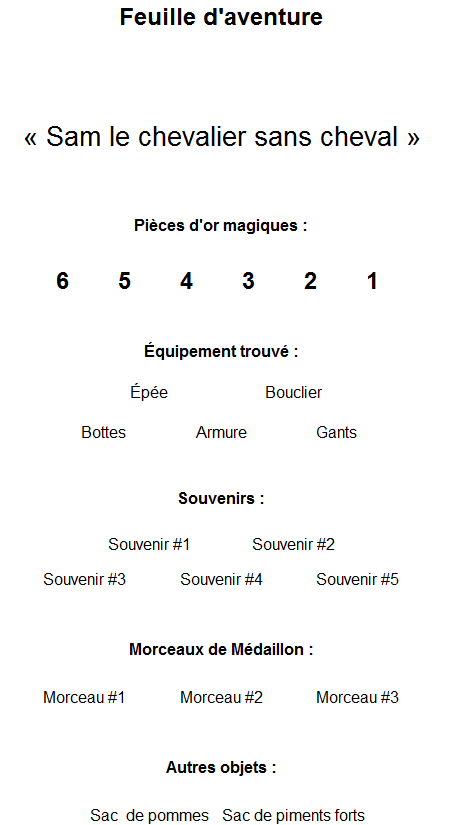 Feuille d'aventure
« Sam le chevalier sans cheval »
Pièces d'or magiques :
6 5 4 3 2 1
Équipement trouvé :
Épée Bouclier
Bottes Armure Gants
Souvenirs :
Souvenir #1 Souvenir #2
Souvenir #3 Souvenir #4 Souvenir #5
Morceaux de Médaillon :
Morceau #1 Morceau #2 Morceau #3
Autres objets :
Sac de pommes Sac de piments forts